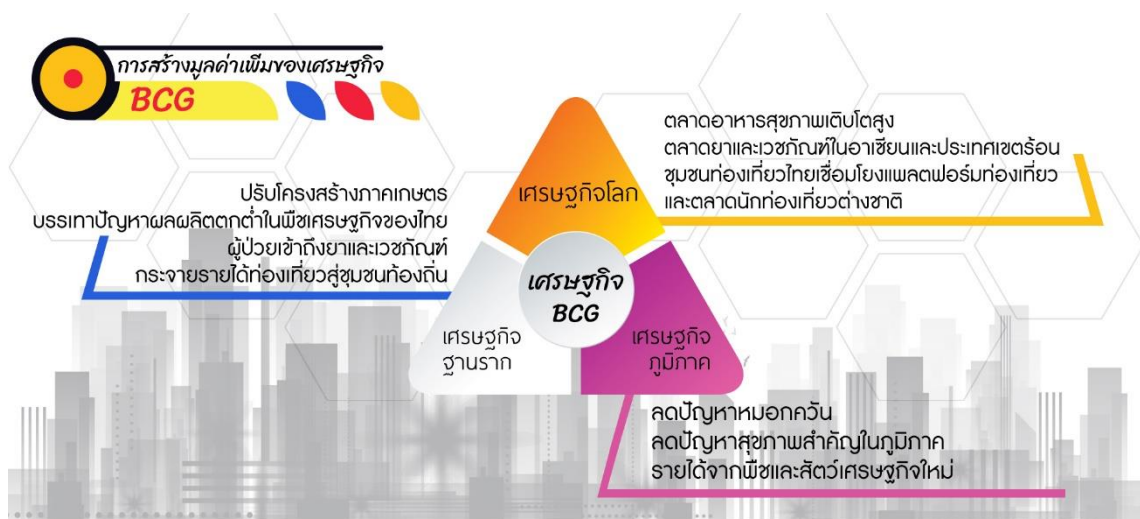 การสร้างมูลค่าเพิ่มของเศรษฐกิจ
BCG
ตลาดอาหารสุขภาพเติบโตสูง
ตลาดยาและเวชภัณฑ์ในอาเซียนและประเทศเขตร้อน
ชุมชนท่องเที่ยวไทยเชื่อมโยงแพลตฟอร์มท่องเที่ยว
และตลาดนักท่องเที่ยวต่างชาติ
ปรับโครงสร้างภาคเกษตร
บรรเทาปัญหาผลผลิตตกต่ำในพืชเศรษฐกิจของไทย
ผู้ป่วยเข้าถึงยาและเวชภัณฑ์
กระจายรายได้ท่องเที่ยวสู่ชุมชนท้องถิ่น
เศรษฐกิจโลก
เศรษฐกิจ
BCG
เศรษฐกิจ
ฐานราก
เศรษฐกิจ
ภูมิภาค
ลดปัญหาหมอกควัน
ลดปัญหาสุขภาพสำคัญในภูมิภาค
รายได้จากพืชและสัตว์เศรษฐกิจใหม่